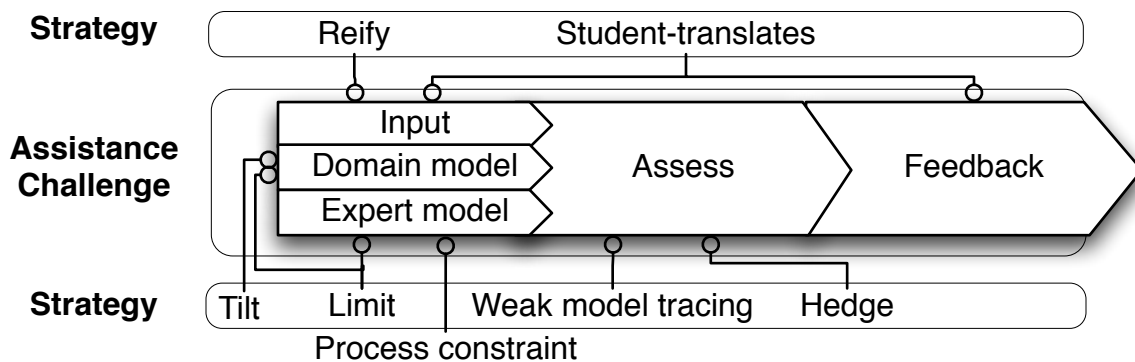 Strategy
Reify
Student-translates
Assistance
Challenge
Input
Domain model
Expert model
Assess
Feedback
Strategy
Tilt
Limit
Weak model tracing
Hedge
Process constraint